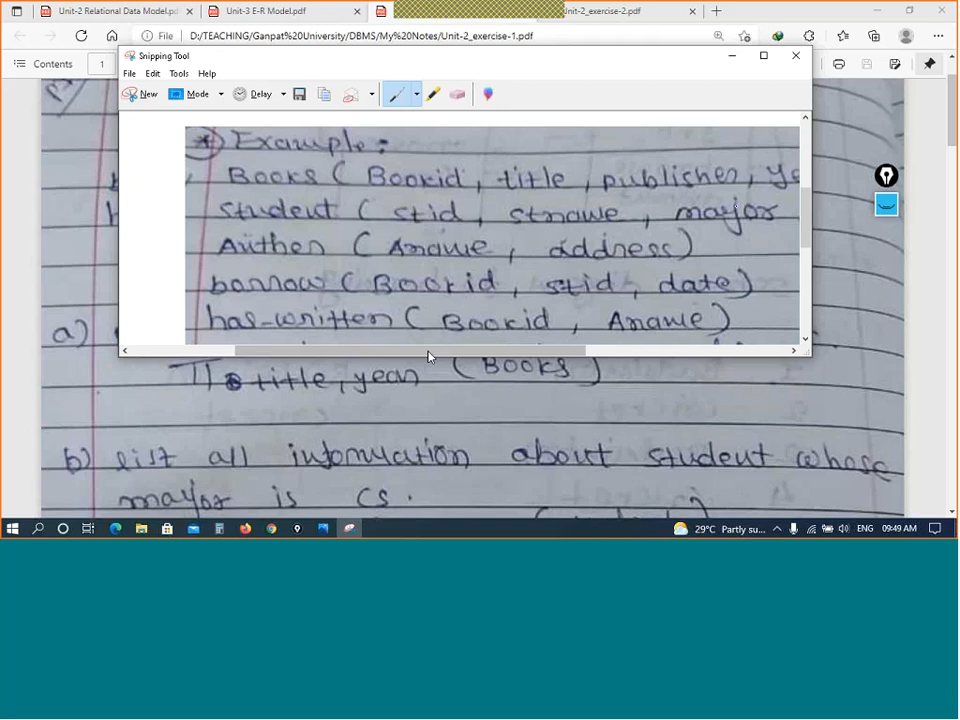 Unit-2 Relational Data Model.pdf
Unit-3 E-R Model.pdf
Unit-2_exercise-2.pdf
File
D:/TEACHING/Ganpat%20University/DBMS/My%20Notes/Unit-2_exercise-1.pdf
Contents
1
Snipping Tool
File Edit Tools Help
New Mode Delay
* Example:
Books ( Bookid, title, publisher, ye
student ( stid, stname, major
Auther ( Aname, address)
borrow ( Bookid, stid, date)
has-written ( Bookid, Aname)
a)
title, year (Books)
b) list all information about student whose
major is cs.
29°C Partly su...
ENG
09:49 AM